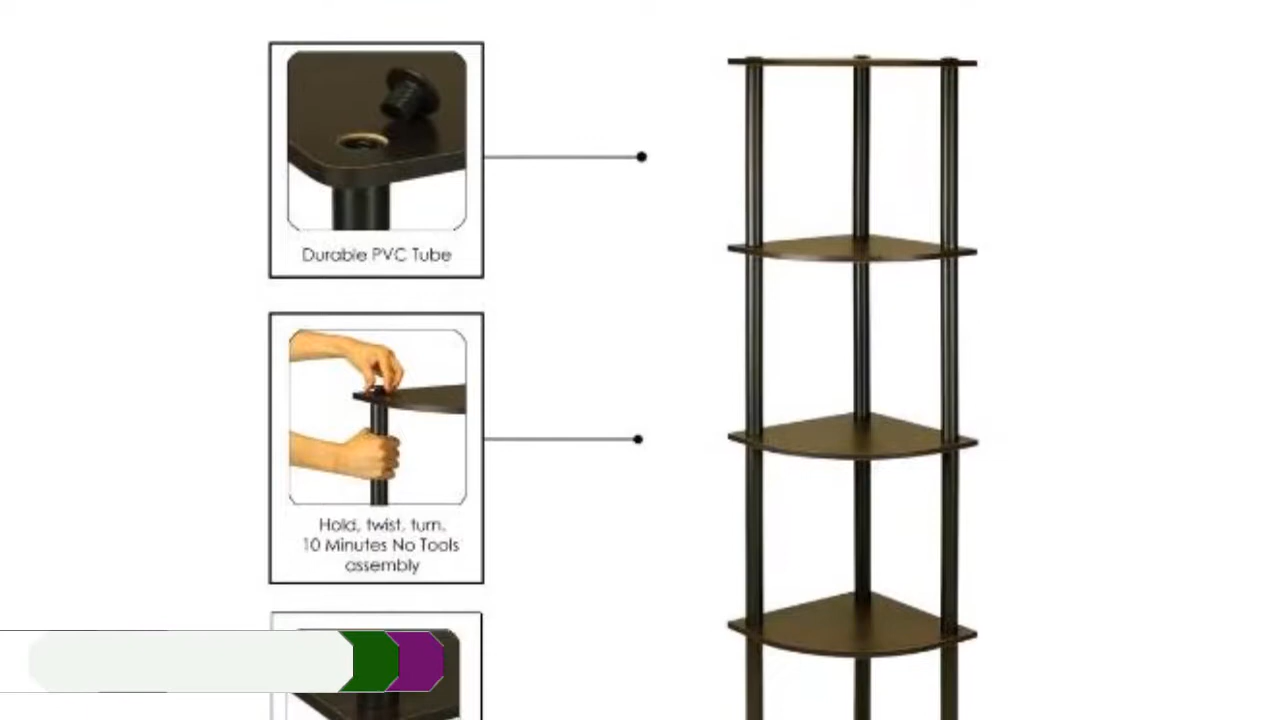 Durable PVC Tube
Hold, twist, turn.
10 Minutes No Tools
assembly